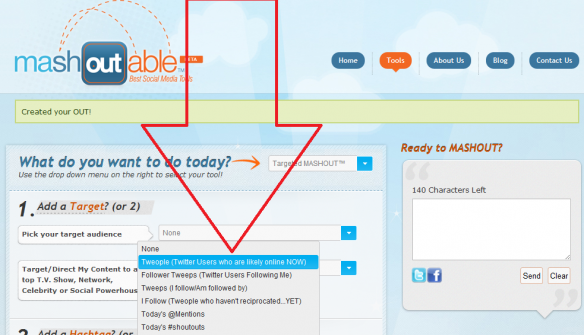 mashoutable
BETA
Best Social Media Tools
Home
Tools
About Us
Blog
Contact Us
Created your OUT!
What do you want to do today?
Use the drop down menu on the right to select your tool!
Targeted MASHOUT™
1. Add a Target? (or 2)
Pick your target audience
None
None
Tweople (Twitter Users who are likely online NOW)
Follower Tweeps (Twitter Users Following Me)
Tweeps (I follow/Am followed by)
I Follow (Tweople who haven't reciprocated...YET)
Today's @Mentions
Today's #shoutouts
Target/Direct My Content to a
top T.V. Show, Network,
Celebrity or Social Powerhous
Add a Hashtag? (or
Ready to MASHOUT?
140 Characters Left
Send
Clear